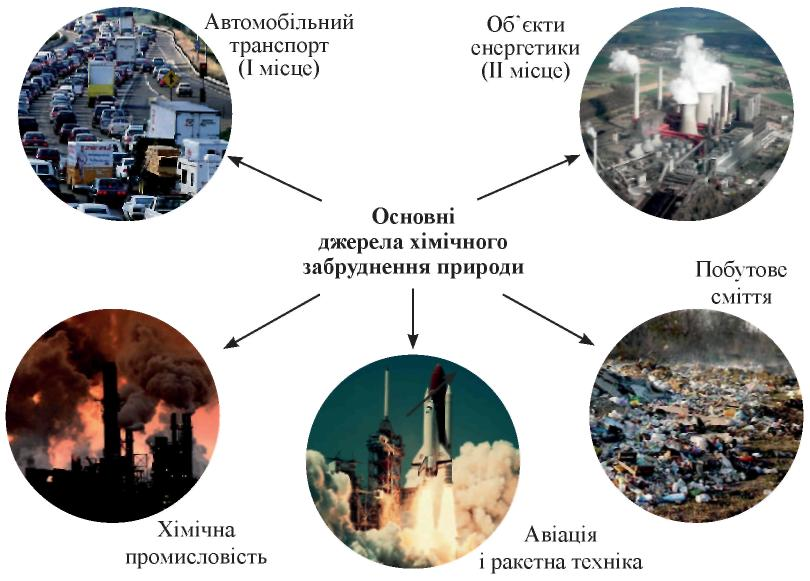 Автомобільний
транспорт
(І місце)
Об`єкти
енергетики
(ІІ місце)
Основні
джерела хімічного
забруднення природи
Побутове
сміття
Хімічна
промисловість
Авіація
і ракетна техніка